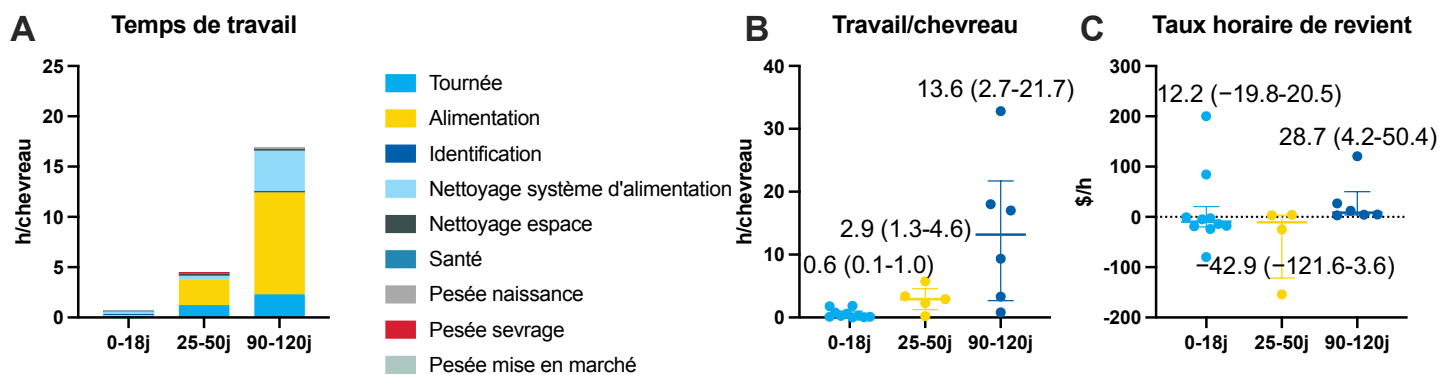 A
Temps de travail
25
20
15
10
5
0
h/chevreau
0-18j
25-50j
90-120j
Tournée
Alimentation
Identification
Nettoyage système d'alimentation
Nettoyage espace
Santé
Pesée naissance
Pesée sevrage
Pesée mise en marché
B
Travail/chevreau
40
30
20
10
0
h/chevreau
13.6 (2.7-21.7)
2.9 (1.3-4.6)
0.6 (0.1-1.0)
0-18j
25-50j
90-120j
C
Taux horaire de revient
300
200
100
0
-100
-200
$/h
12.2 (−19.8-20.5)
28.7 (4.2-50.4)
−42.9 (−121.6-3.6)
0-18j
25-50j
90-120j